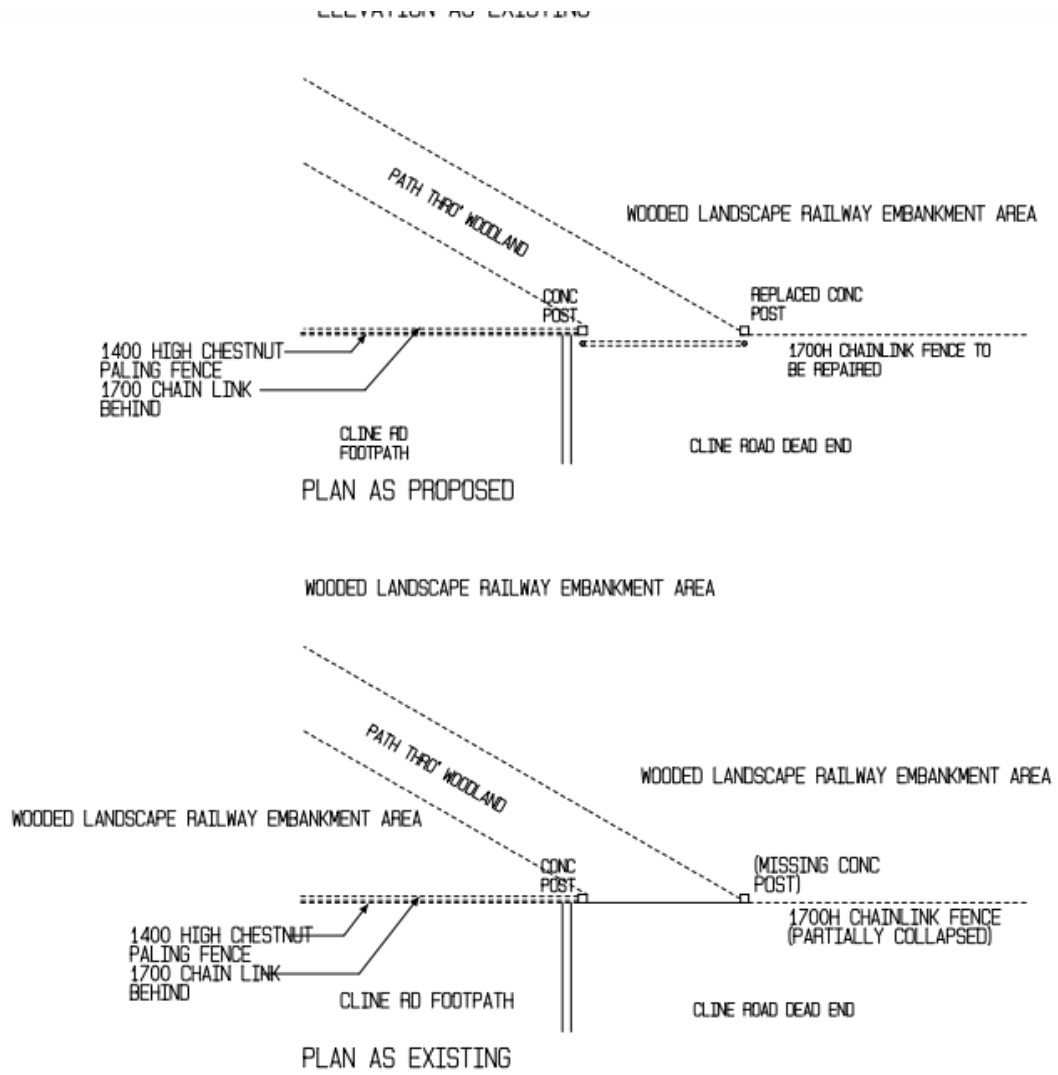 ELEVATION AS EXISTING
PATH THRO' WOODLAND
WOODED LANDSCAPE RAILWAY EMBANKMENT AREA
CONC
POST
REPLACED CONC
POST
1400 HIGH CHESTNUT
PALING FENCE
1700 CHAIN LINK
BEHIND
1700H CHAINLINK FENCE TO
BE REPAIRED
CLINE RD
FOOTPATH
CLINE ROAD DEAD END
PLAN AS PROPOSED
WOODED LANDSCAPE RAILWAY EMBANKMENT AREA
PATH THRO' WOODLAND
WOODED LANDSCAPE RAILWAY EMBANKMENT AREA
WOODED LANDSCAPE RAILWAY EMBANKMENT AREA
CONC
POST
(MISSING CONC
POST)
1700H CHAINLINK FENCE
(PARTIALLY COLLAPSED)
1400 HIGH CHESTNUT
PALING FENCE
1700 CHAIN LINK
BEHIND
CLINE RD FOOTPATH
CLINE ROAD DEAD END
PLAN AS EXISTING